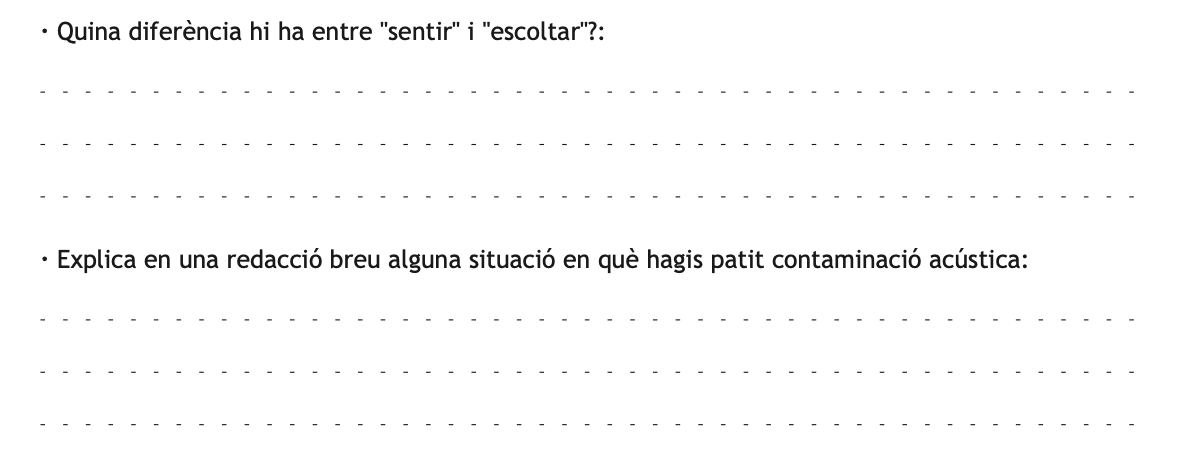 · Quina diferència hi ha entre "sentir" i "escoltar"?:
· Explica en una redacció breu alguna situació en què hagis patit contaminació acústica: